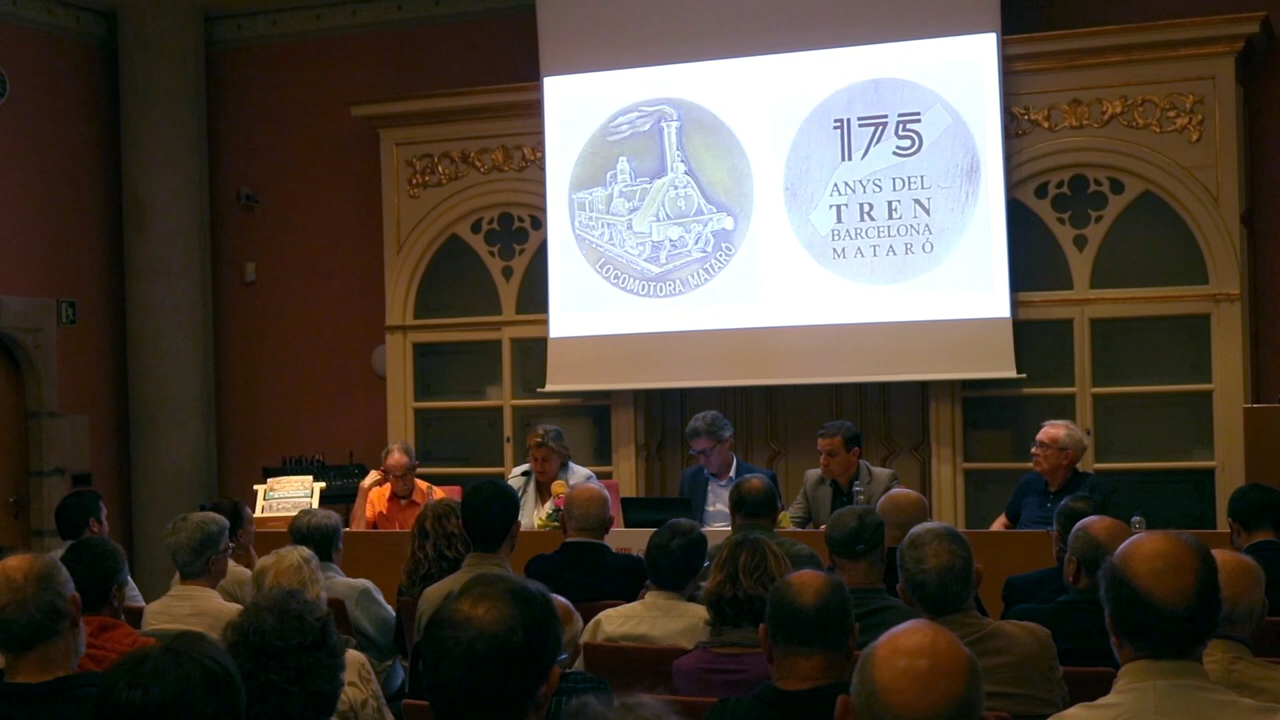 LOCOMOTORA MATARÓ
175
ANYS DEL
TREN
BARCELONA
MATARÓ